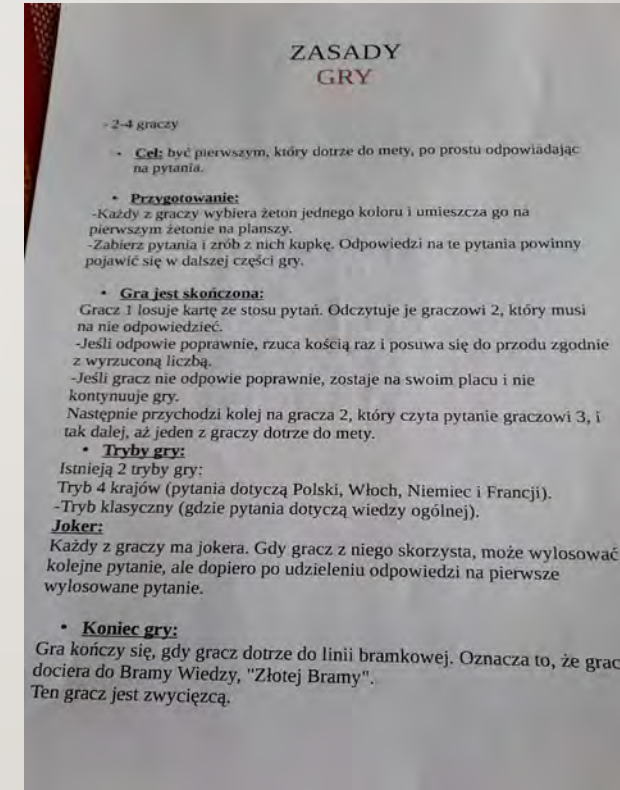 ZASADY
GRY
- 2-4 graczy
• Cel: być pierwszym, który dotrze do mety, po prostu odpowiadając
na pytania.
• Przygotowanie:
-Każdy z graczy wybiera żeton jednego koloru i umieszcza go na
pierwszym żetonie na planszy.
-Zabierz pytania i zrób z nich kupkę. Odpowiedzi na te pytania powinny
pojawić się w dalszej części gry.
• Gra jest skończona:
Gracz 1 losuje kartę ze stosu pytań. Odczytuje je graczowi 2, który musi
na nie odpowiedzieć.
-Jeśli odpowie poprawnie, rzuca kością raz i posuwa się do przodu zgodnie
z wyrzuconą liczbą.
-Jeśli gracz nie odpowie poprawnie, zostaje na swoim placu i nie
kontynuuje gry.
Następnie przychodzi kolej na gracza 2, który czyta pytanie graczowi 3, i
tak dalej, aż jeden z graczy dotrze do mety.
• Tryby gry:
Istnieją 2 tryby gry:
Tryb 4 krajów (pytania dotyczą Polski, Włoch, Niemiec i Francji).
-Tryb klasyczny (gdzie pytania dotyczą wiedzy ogólnej).
Joker:
Każdy z graczy ma jokera. Gdy gracz z niego skorzysta, może wylosować
kolejne pytanie, ale dopiero po udzieleniu odpowiedzi na pierwsze
wylosowane pytanie.
• Koniec gry:
Gra kończy się, gdy gracz dotrze do linii bramkowej. Oznacza to, że grac
dociera do Bramy Wiedzy, "Złotej Bramy".
Ten gracz jest zwycięzcą.